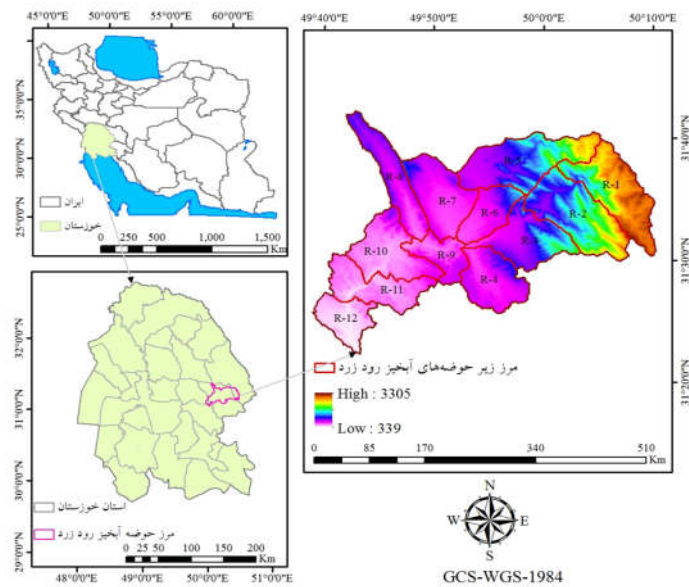 45°0'0"E 50°0'0"E 55°0'0"E 60°0'0"E
35°0'0"N
30°0'0"N
25°0'0"N
ایران
خوزستان
0 250 500 1,000 1,500
Km
32°0'0"N
31°0'0"N
30°0'0"N
29°0'0"N
استان خوزستان
مرز حوضه آبخیز رود زرد
0 25 50 100 150 200
Km
48°0'0"E 49°0'0"E 50°0'0"E 51°0'0"E
49°40'0"E 49°50'0"E 50°0'0"E 50°10'0"E
31°40'0"N
31°30'0"N
31°20'0"N
R-1
R-2
R-7
R-6
R-8
R-10
R-9
R-4
R-11
R-12
مرز زیر حوضه‌های آبخیز رود زرد
High : 3305
Low : 339
0 85 170 340 510
Km
N
W E
S
GCS-WGS-1984